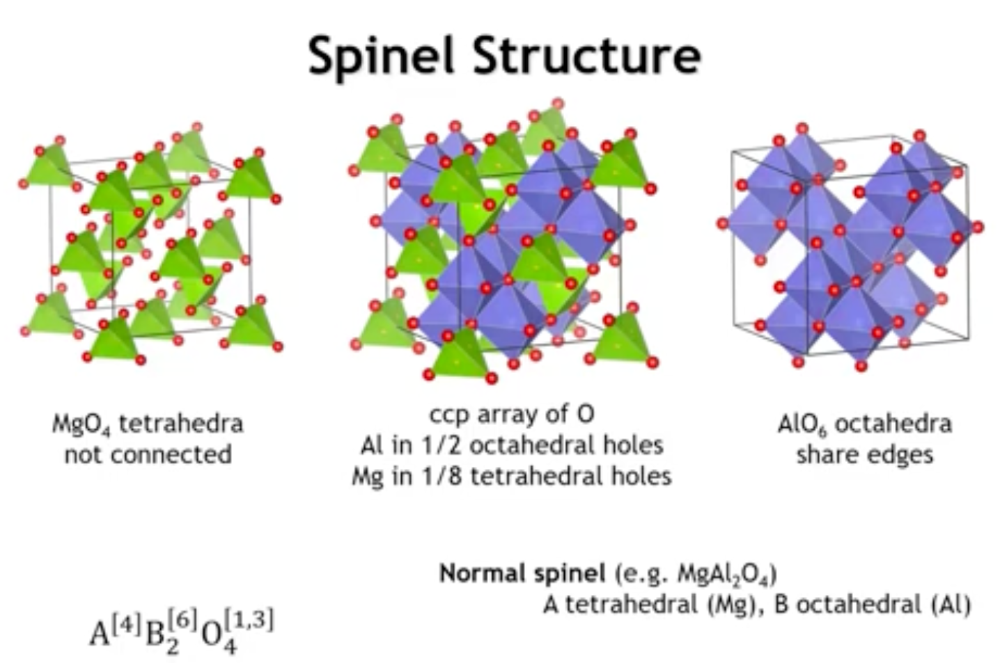 Spinel Structure
MgO₄ tetrahedra
not connected
ccp array of O
Al in 1/2 octahedral holes
Mg in 1/8 tetrahedral holes
AlO₆ octahedra
share edges
Normal spinel (e.g. MgAl₂O₄)
A tetrahedral (Mg), B octahedral (Al)
A^[4]B₂^[6]O₄^[1,3]